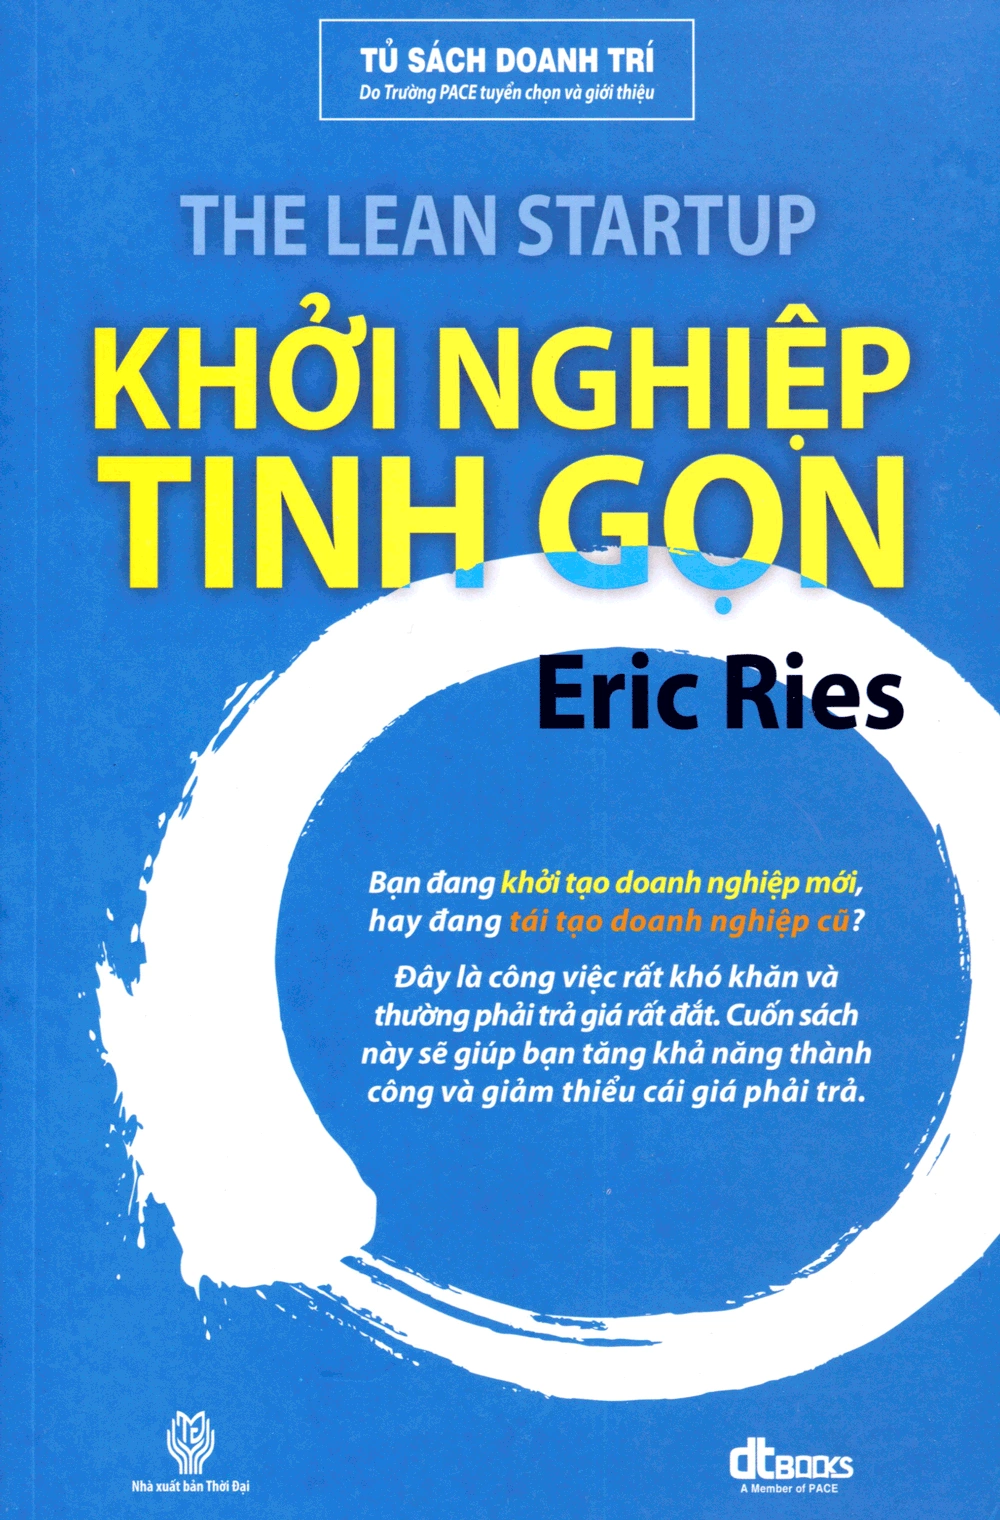 TỦ SÁCH DOANH TRÍ
Do Trường PACE tuyển chọn và giới thiệu
THE LEAN STARTUP
KHỞI NGHIỆP
TINH GỌN
Eric Ries
Bạn đang khởi tạo doanh nghiệp mới,
hay đang tái tạo doanh nghiệp cũ?
Đây là công việc rất khó khăn và
thường phải trả giá rất đắt. Cuốn sách
này sẽ giúp bạn tăng khả năng thành
công và giảm thiểu cái giá phải trả.
Nhà xuất bản Thời Đại
dtBOOKS
A Member of PACE